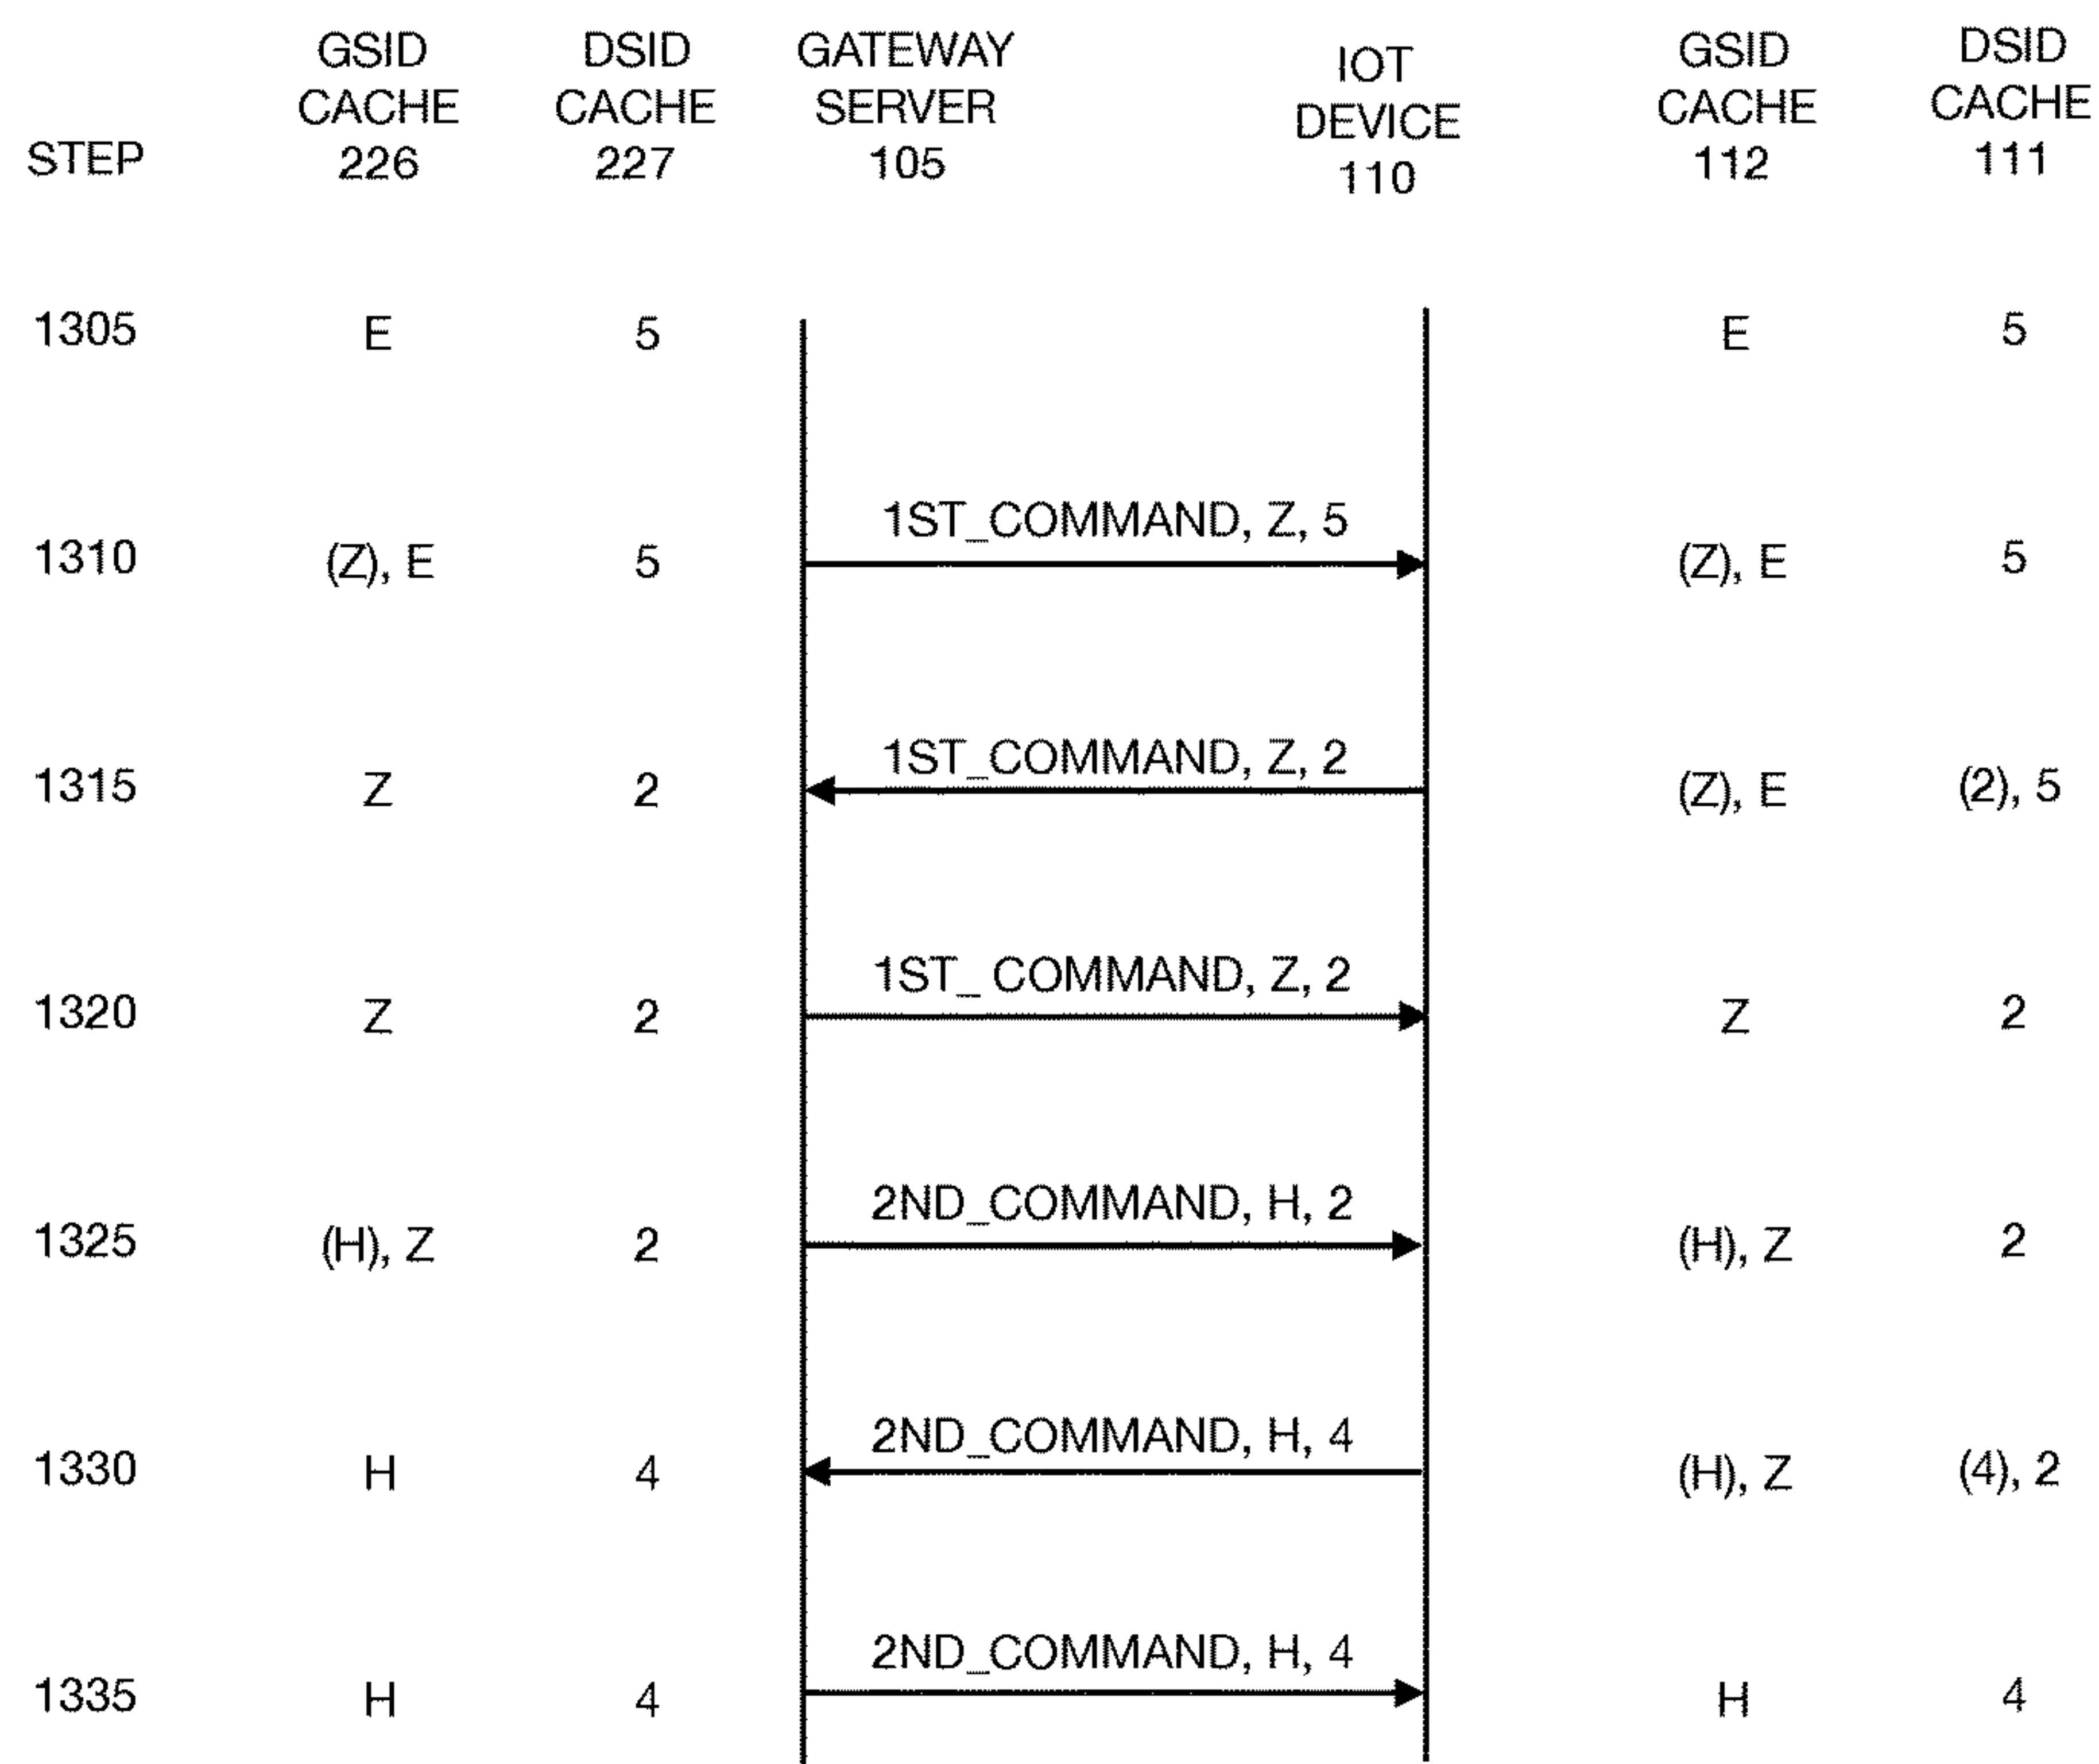 STEP
GSID CACHE 226
DSID CACHE 227
GATEWAY SERVER 105
IOT DEVICE 110
GSID CACHE 112
DSID CACHE 111
1305 E 5 E 5
1310 (Z), E 5 1ST_COMMAND, Z, 5 (Z), E 5
1315 Z 2 1ST_COMMAND, Z, 2 (Z), E (2), 5
1320 Z 2 1ST_ COMMAND, Z, 2 Z 2
1325 (H), Z 2 2ND_COMMAND, H, 2 (H), Z 2
1330 H 4 2ND_COMMAND, H, 4 (H), Z (4), 2
1335 H 4 2ND_COMMAND, H, 4 H 4